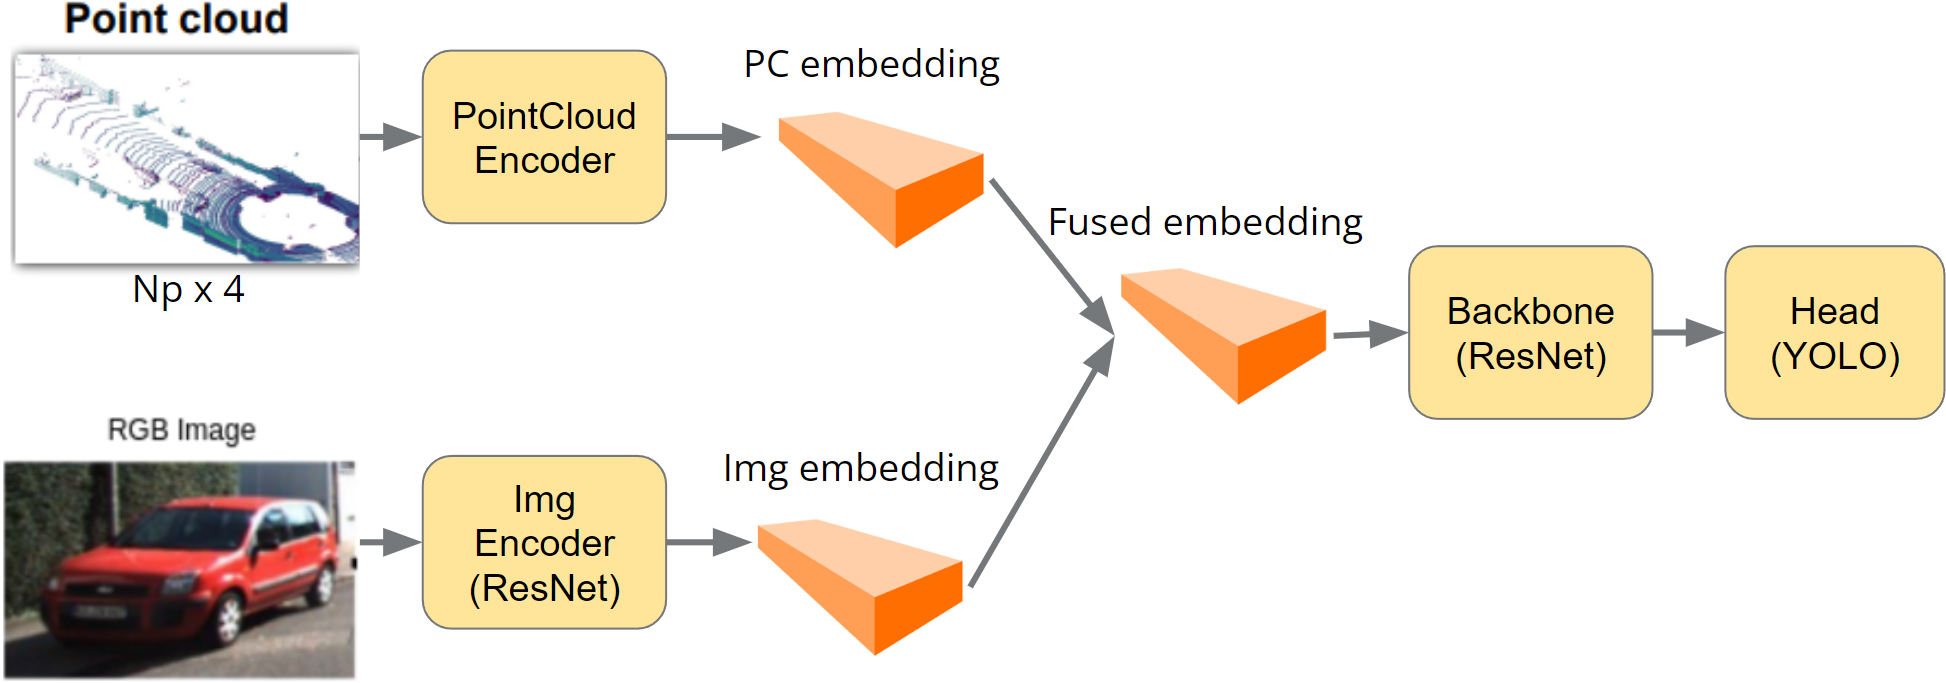 Point cloud
Np x 4
PointCloud
Encoder
PC embedding
RGB Image
Img
Encoder
(ResNet)
Img embedding
Fused embedding
Backbone
(ResNet)
Head
(YOLO)